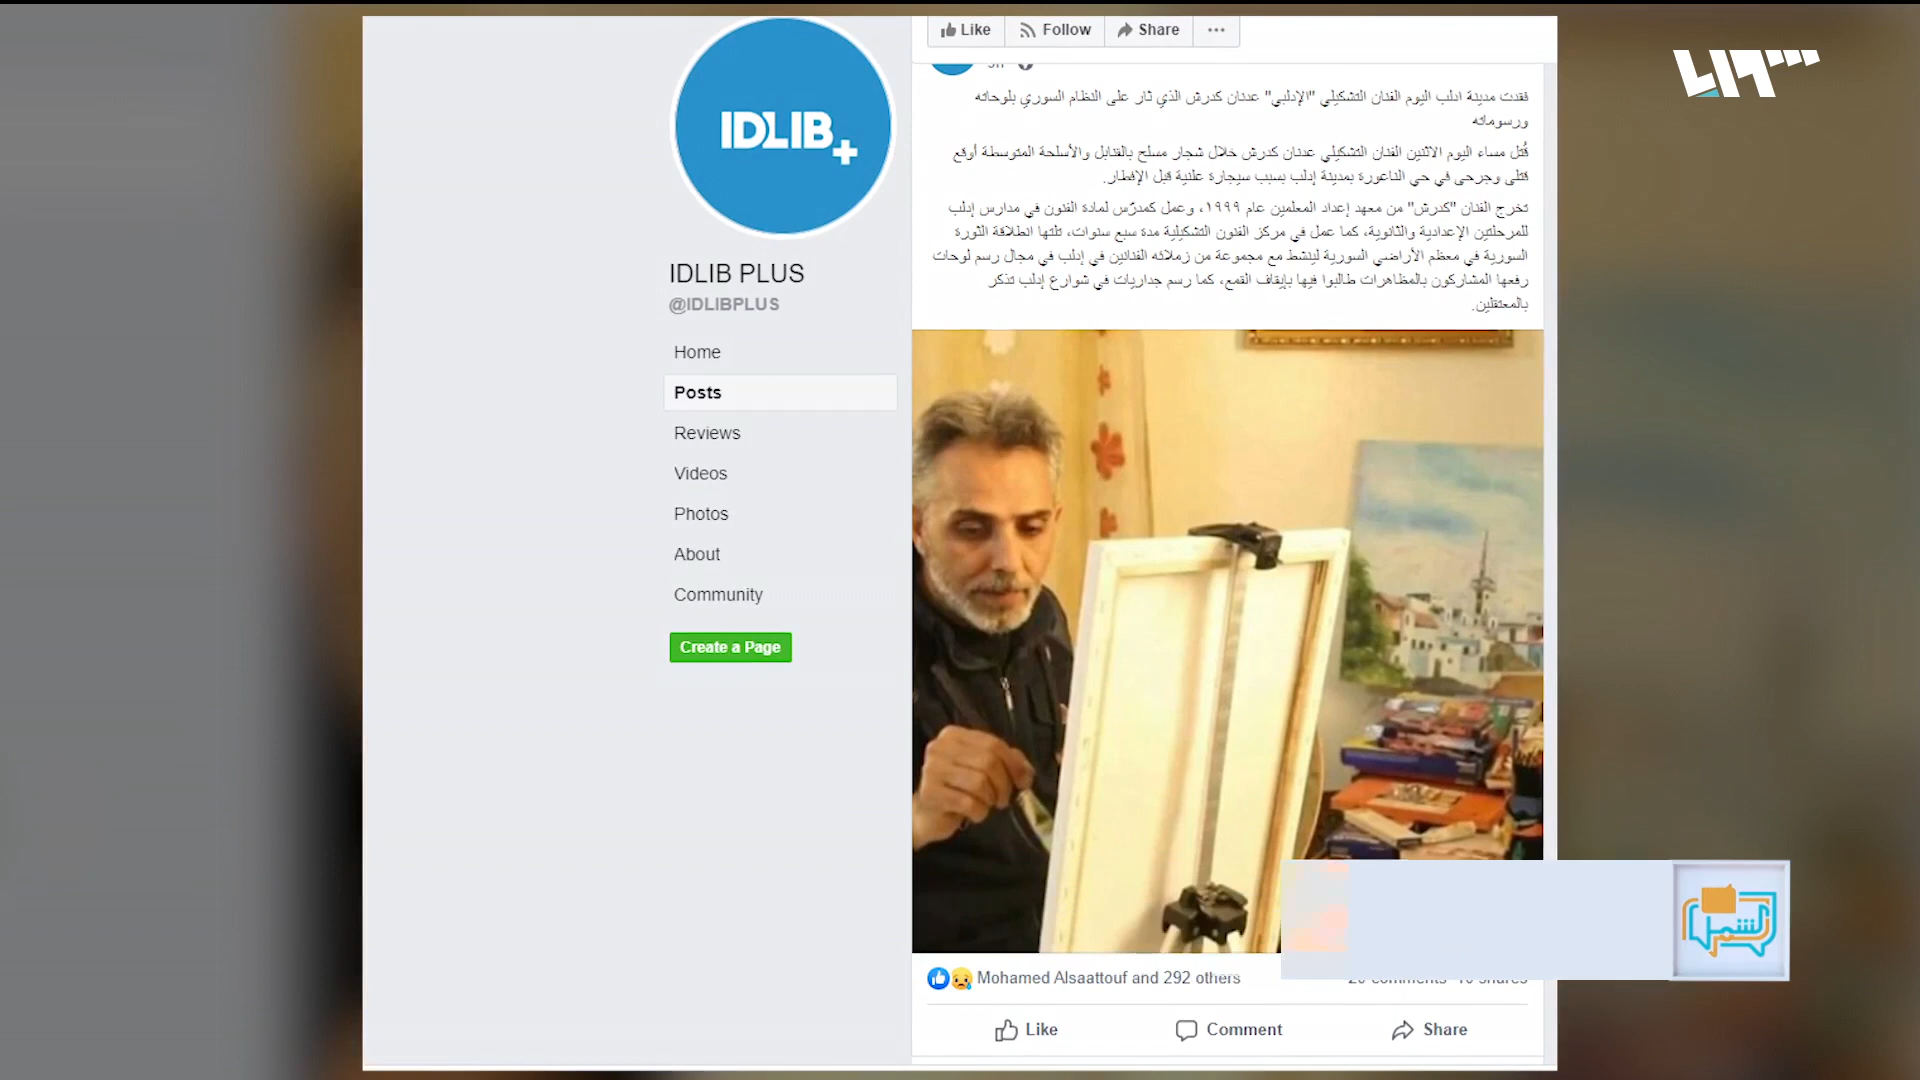 Like Follow Share
IDLIB+
IDLIB PLUS
@IDLIBPLUS
Home
Posts
Reviews
Videos
Photos
About
Community
Create a Page
فقدت مدينة ادلب اليوم الفنان التشكيلي "الإدلبي" عدنان كدرش الذي ثار على النظام السوري بلوحاته
ورسوماته
قُتل مساء اليوم الاثنين الفنان التشكيلي عدنان كدرش خلال شجار مسلح بالقنابل والأسلحة المتوسطة أوقع
قتلى وجرحى في حي الناعورة بمدينة إدلب بسبب سيجارة علنية قبل الإفطار.
تخرج الفنان "كدرش" من معهد إعداد المعلمين عام ١٩٩٩، وعمل كمدرّس لمادة الفنون في مدارس إدلب
للمرحلتين الإعدادية والثانوية، كما عمل في مركز الفنون التشكيلية مدة سبع سنوات، تلتها انطلاقة الثورة
السورية في معظم الأراضي السورية لينشط مع مجموعة من زملائه الفنانين في إدلب في مجال رسم لوحات
رفعها المشاركون بالمظاهرات طالبوا فيها بإيقاف القمع، كما رسم جداريات في شوارع إدلب تذكر
بالمعتقلين.
Mohamed Alsaattouf and 292 others
Like Comment Share